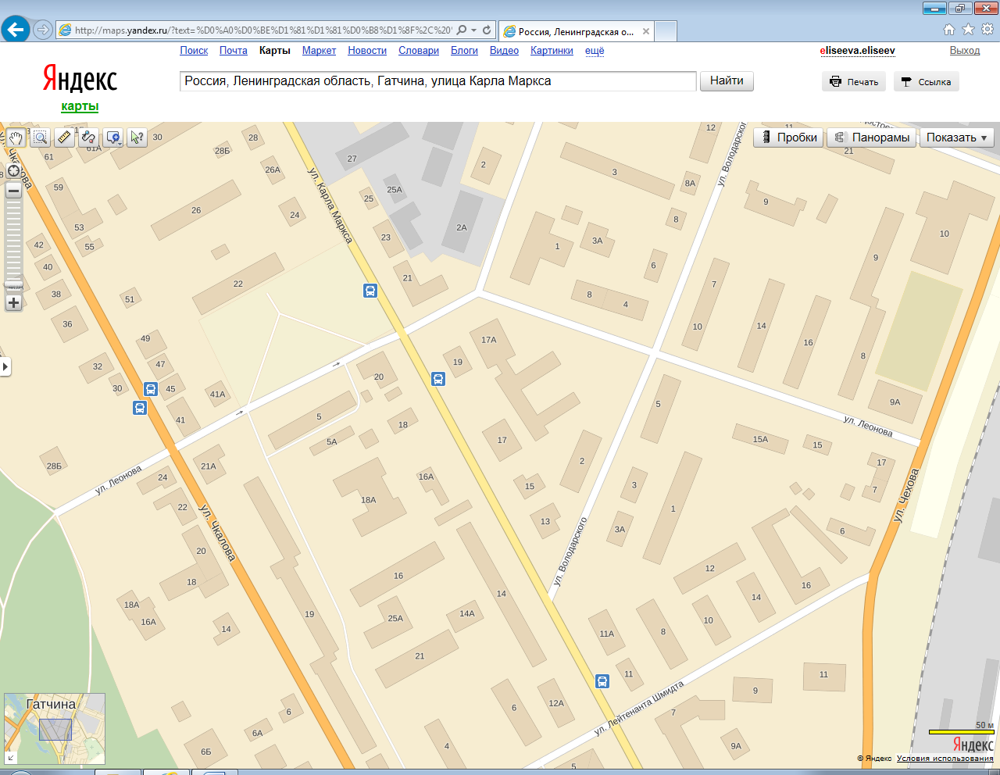 http://maps.yandex.ru/?text=%D0%A0%D0%BE%D1%81%D1%81%D0%B8%D1%8F%2C%20'
Россия, Ленинградская о...
Поиск Почта Карты Маркет Новости Словари Блоги Видео Картинки ещё
eliseeva.eliseev Выход
Яндекс
карты
Россия, Ленинградская область, Гатчина, улица Карла Маркса
Найти
Печать
Ссылка
Пробки
Панорамы
Показать
30 28 28Б 61А 61 26А 27 2 3 12 11 21
ул. Чкалова
ул. Карла Маркса
ул. Володарского
59 53 55 26 24 25 25А 23 2А 8А 8 9 10
42 40 38 36 51 22 21 1 3А 6 8 4 7 9
49 47 45 32 30 41А 41 20 19 17А 10 14 16 8 9А
5 5А 18 17 5 15А 15 17 7
ул. Леонова
28Б 24 21А 22 18А 16А 15 2 3 1 3А 13 6
ул. Леонова
ул. Чкалова
ул. Володарского
ул. Чехова
20 18 18А 16А 14 19 16 25А 14А 21 14
12 14 16 10 8 11А 11 9 11
6 6А 6Б 4 6 12А 5 7 9А
ул. Лейтенанта Шмидта
Гатчина
50 м
Яндекс
© Яндекс Условия использования